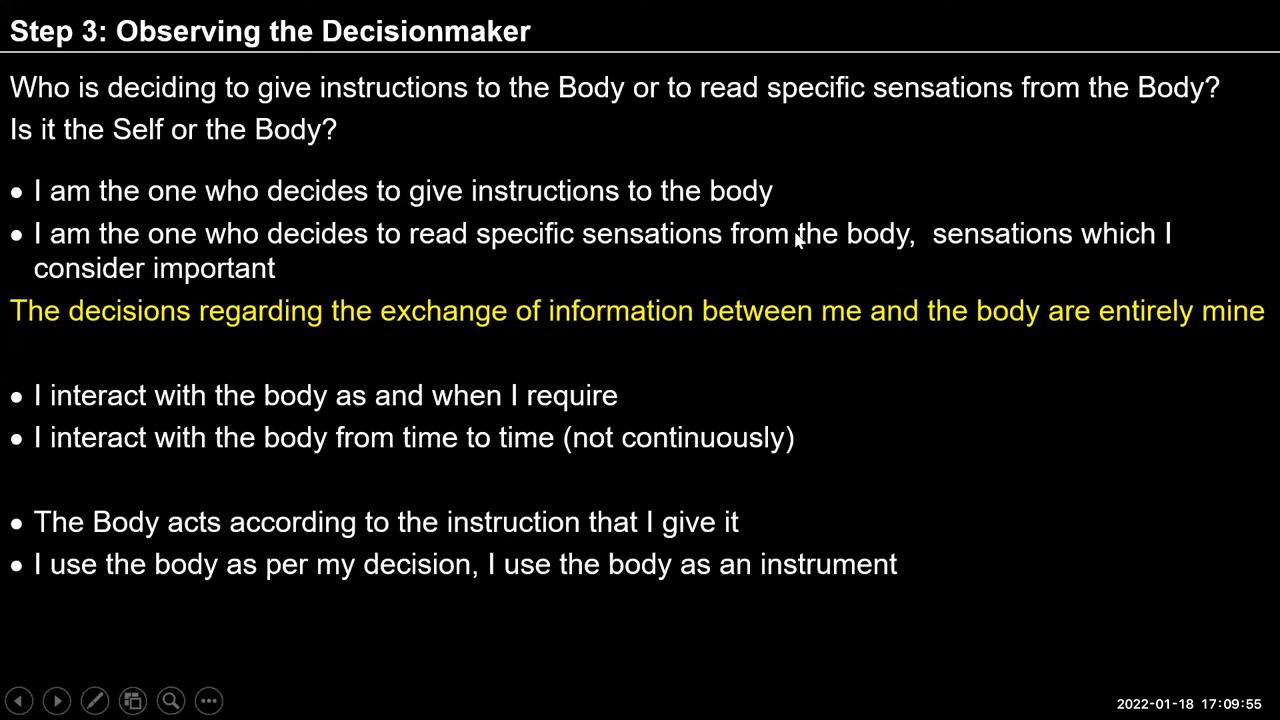 Step 3: Observing the Decisionmaker
Who is deciding to give instructions to the Body or to read specific sensations from the Body?
Is it the Self or the Body?
• I am the one who decides to give instructions to the body
• I am the one who decides to read specific sensations from the body,  sensations which I
consider important
The decisions regarding the exchange of information between me and the body are entirely mine
• I interact with the body as and when I require
• I interact with the body from time to time (not continuously)
• The Body acts according to the instruction that I give it
• I use the body as per my decision, I use the body as an instrument
2022-01-18 17:09:55